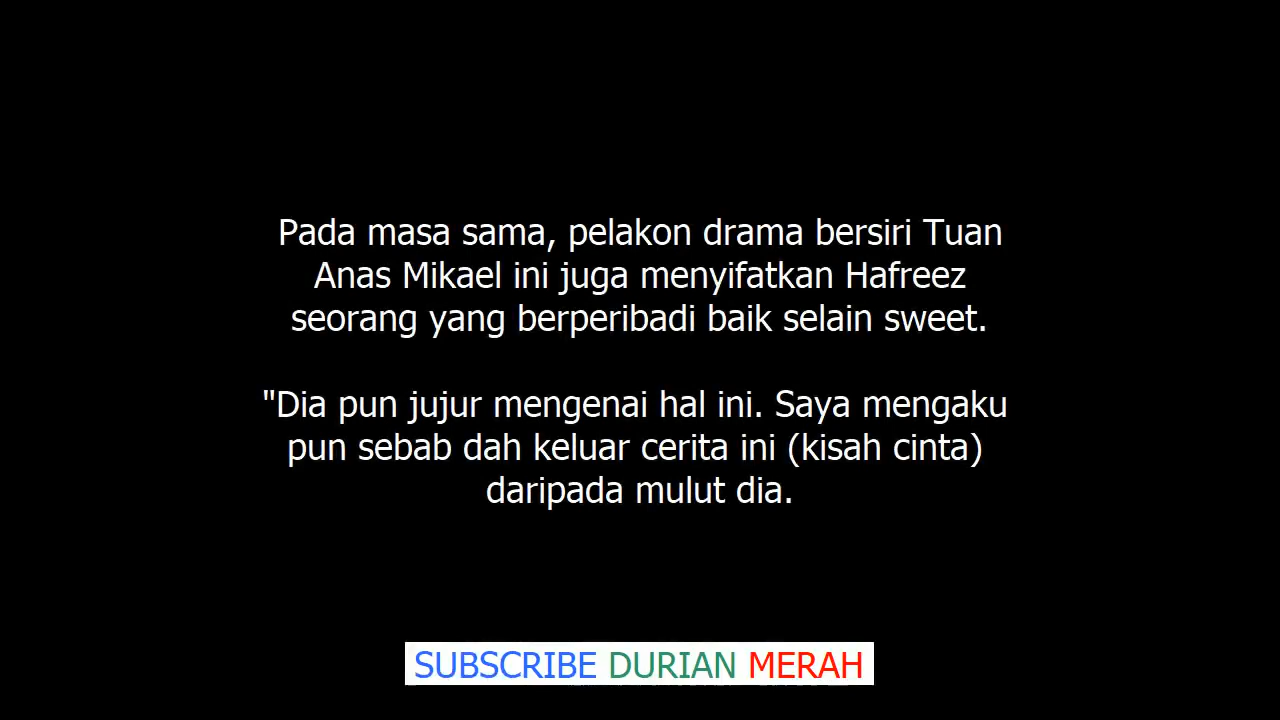 Pada masa sama, pelakon drama bersiri Tuan
Anas Mikael ini juga menyifatkan Hafreez
seorang yang berperibadi baik selain sweet.
"Dia pun jujur mengenai hal ini. Saya mengaku
pun sebab dah keluar cerita ini (kisah cinta)
daripada mulut dia.
SUBSCRIBE DURIAN MERAH